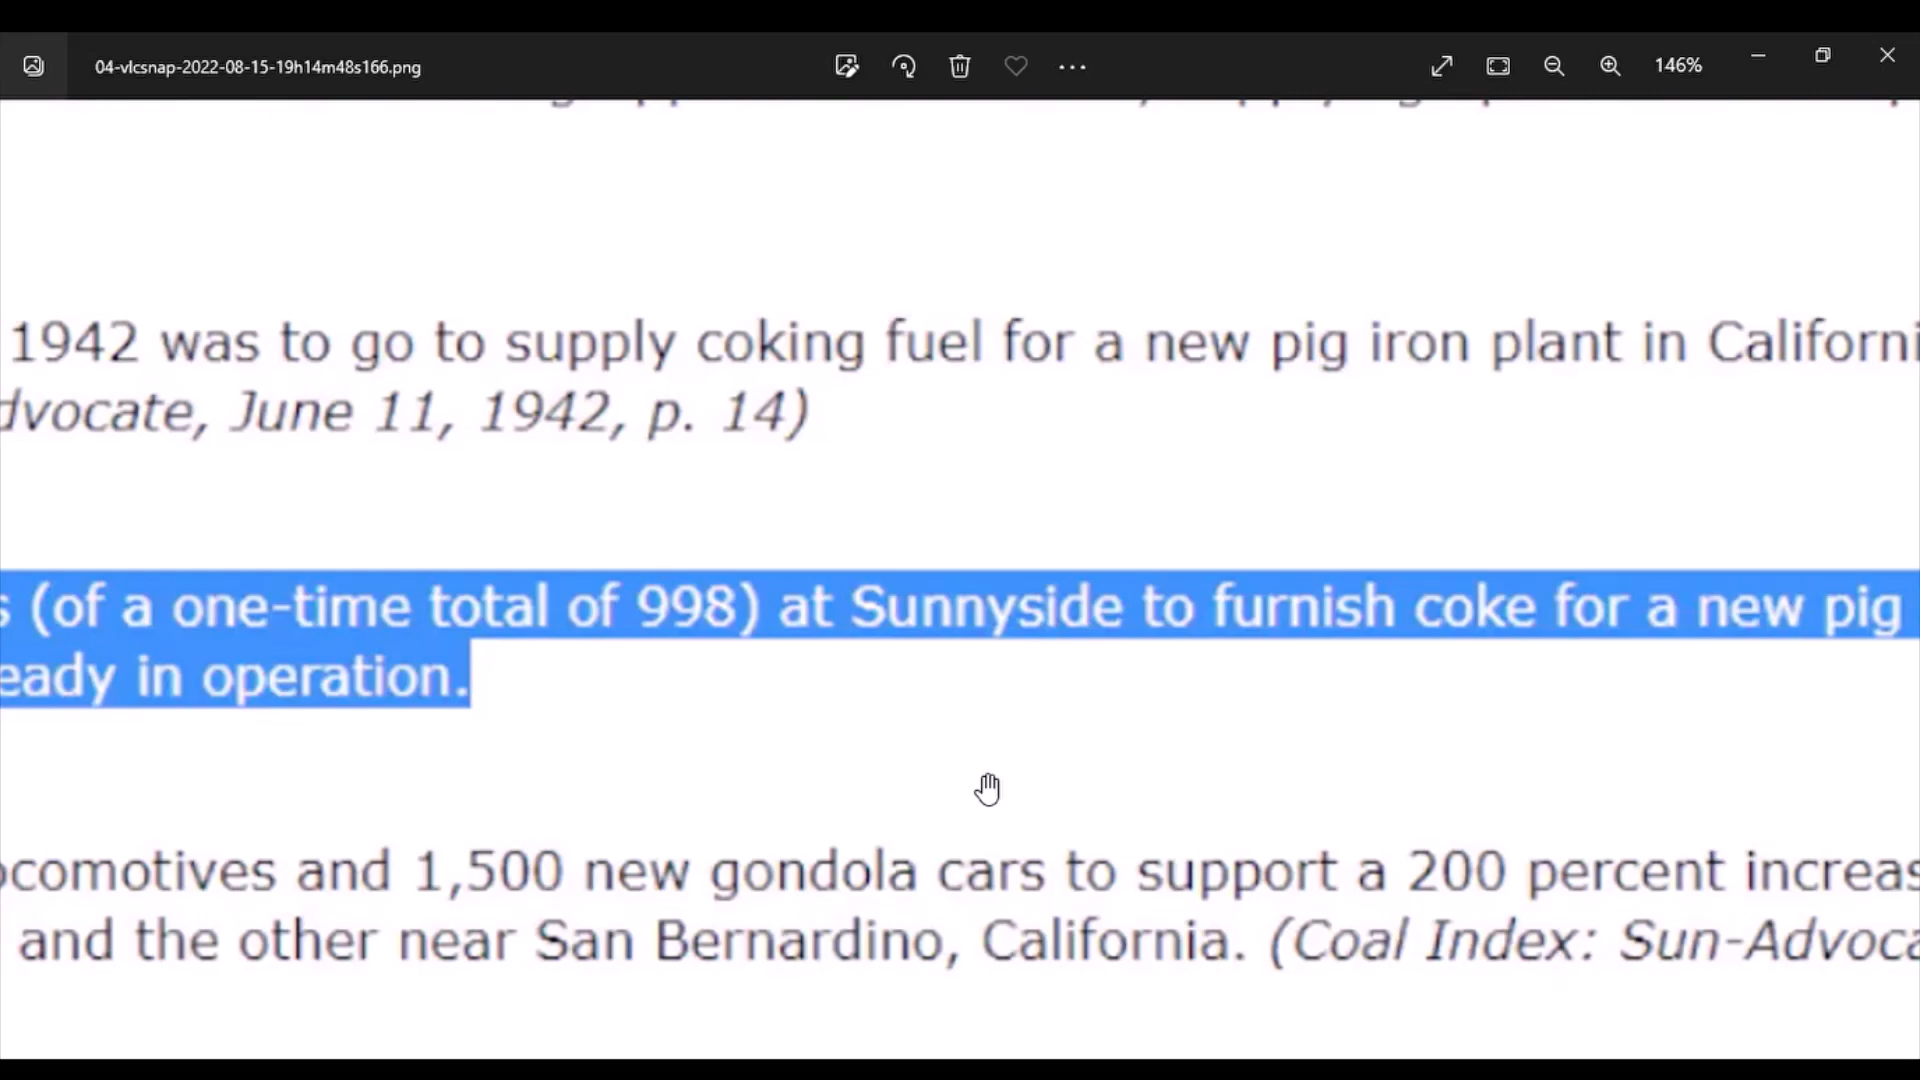 04-vlcsnap-2022-08-15-19h14m48s166.png
146%
1942 was to go to supply coking fuel for a new pig iron plant in Californi
dvocate, June 11, 1942, p. 14)
s (of a one-time total of 998) at Sunnyside to furnish coke for a new pig
eady in operation.
ocomotives and 1,500 new gondola cars to support a 200 percent increas
and the other near San Bernardino, California. (Coal Index: Sun-Advoca